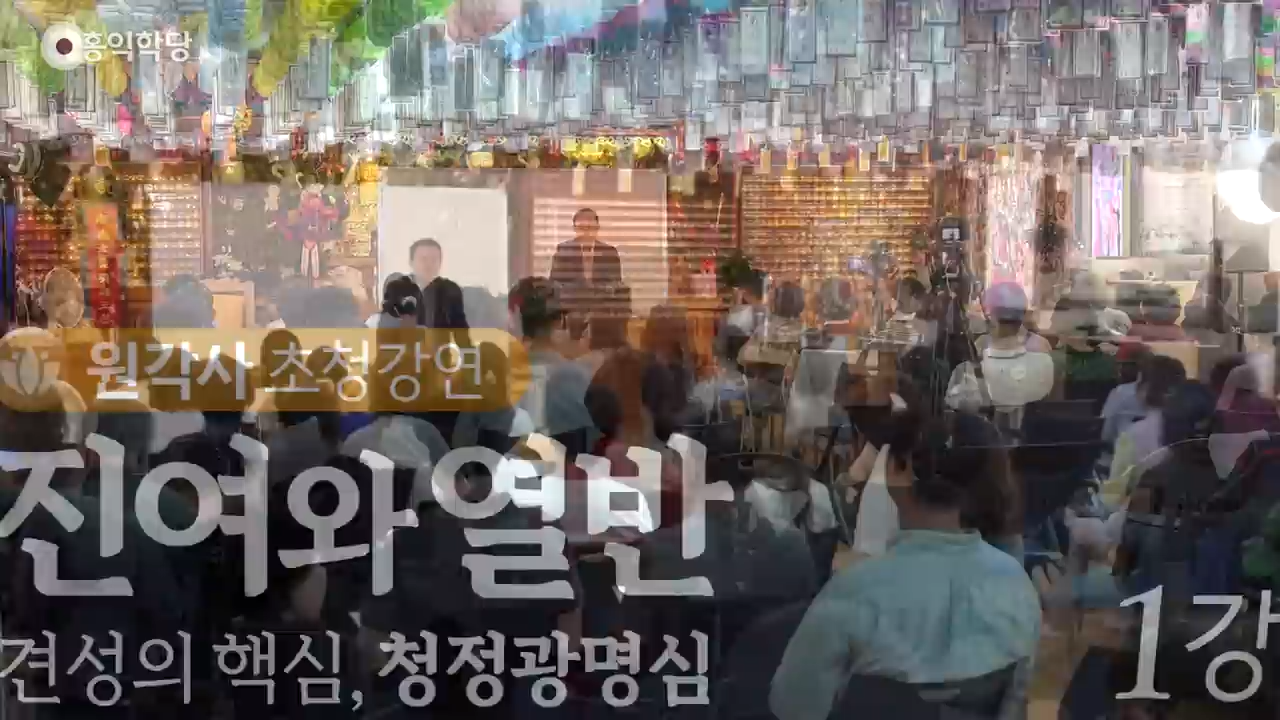 홍익학당
원각사 초청강연
진여와 열반
견성의 핵심, 청정광명심
1강